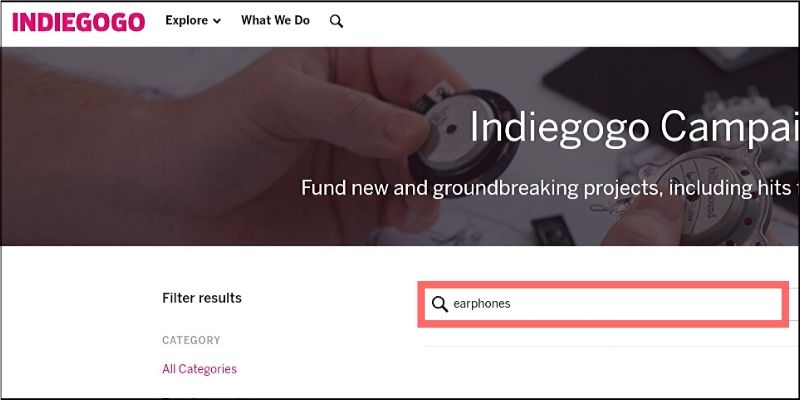 INDIEGOGO Explore What We Do
Indiegogo Campai
Fund new and groundbreaking projects, including hits
Filter results
earphones
CATEGORY
All Categories